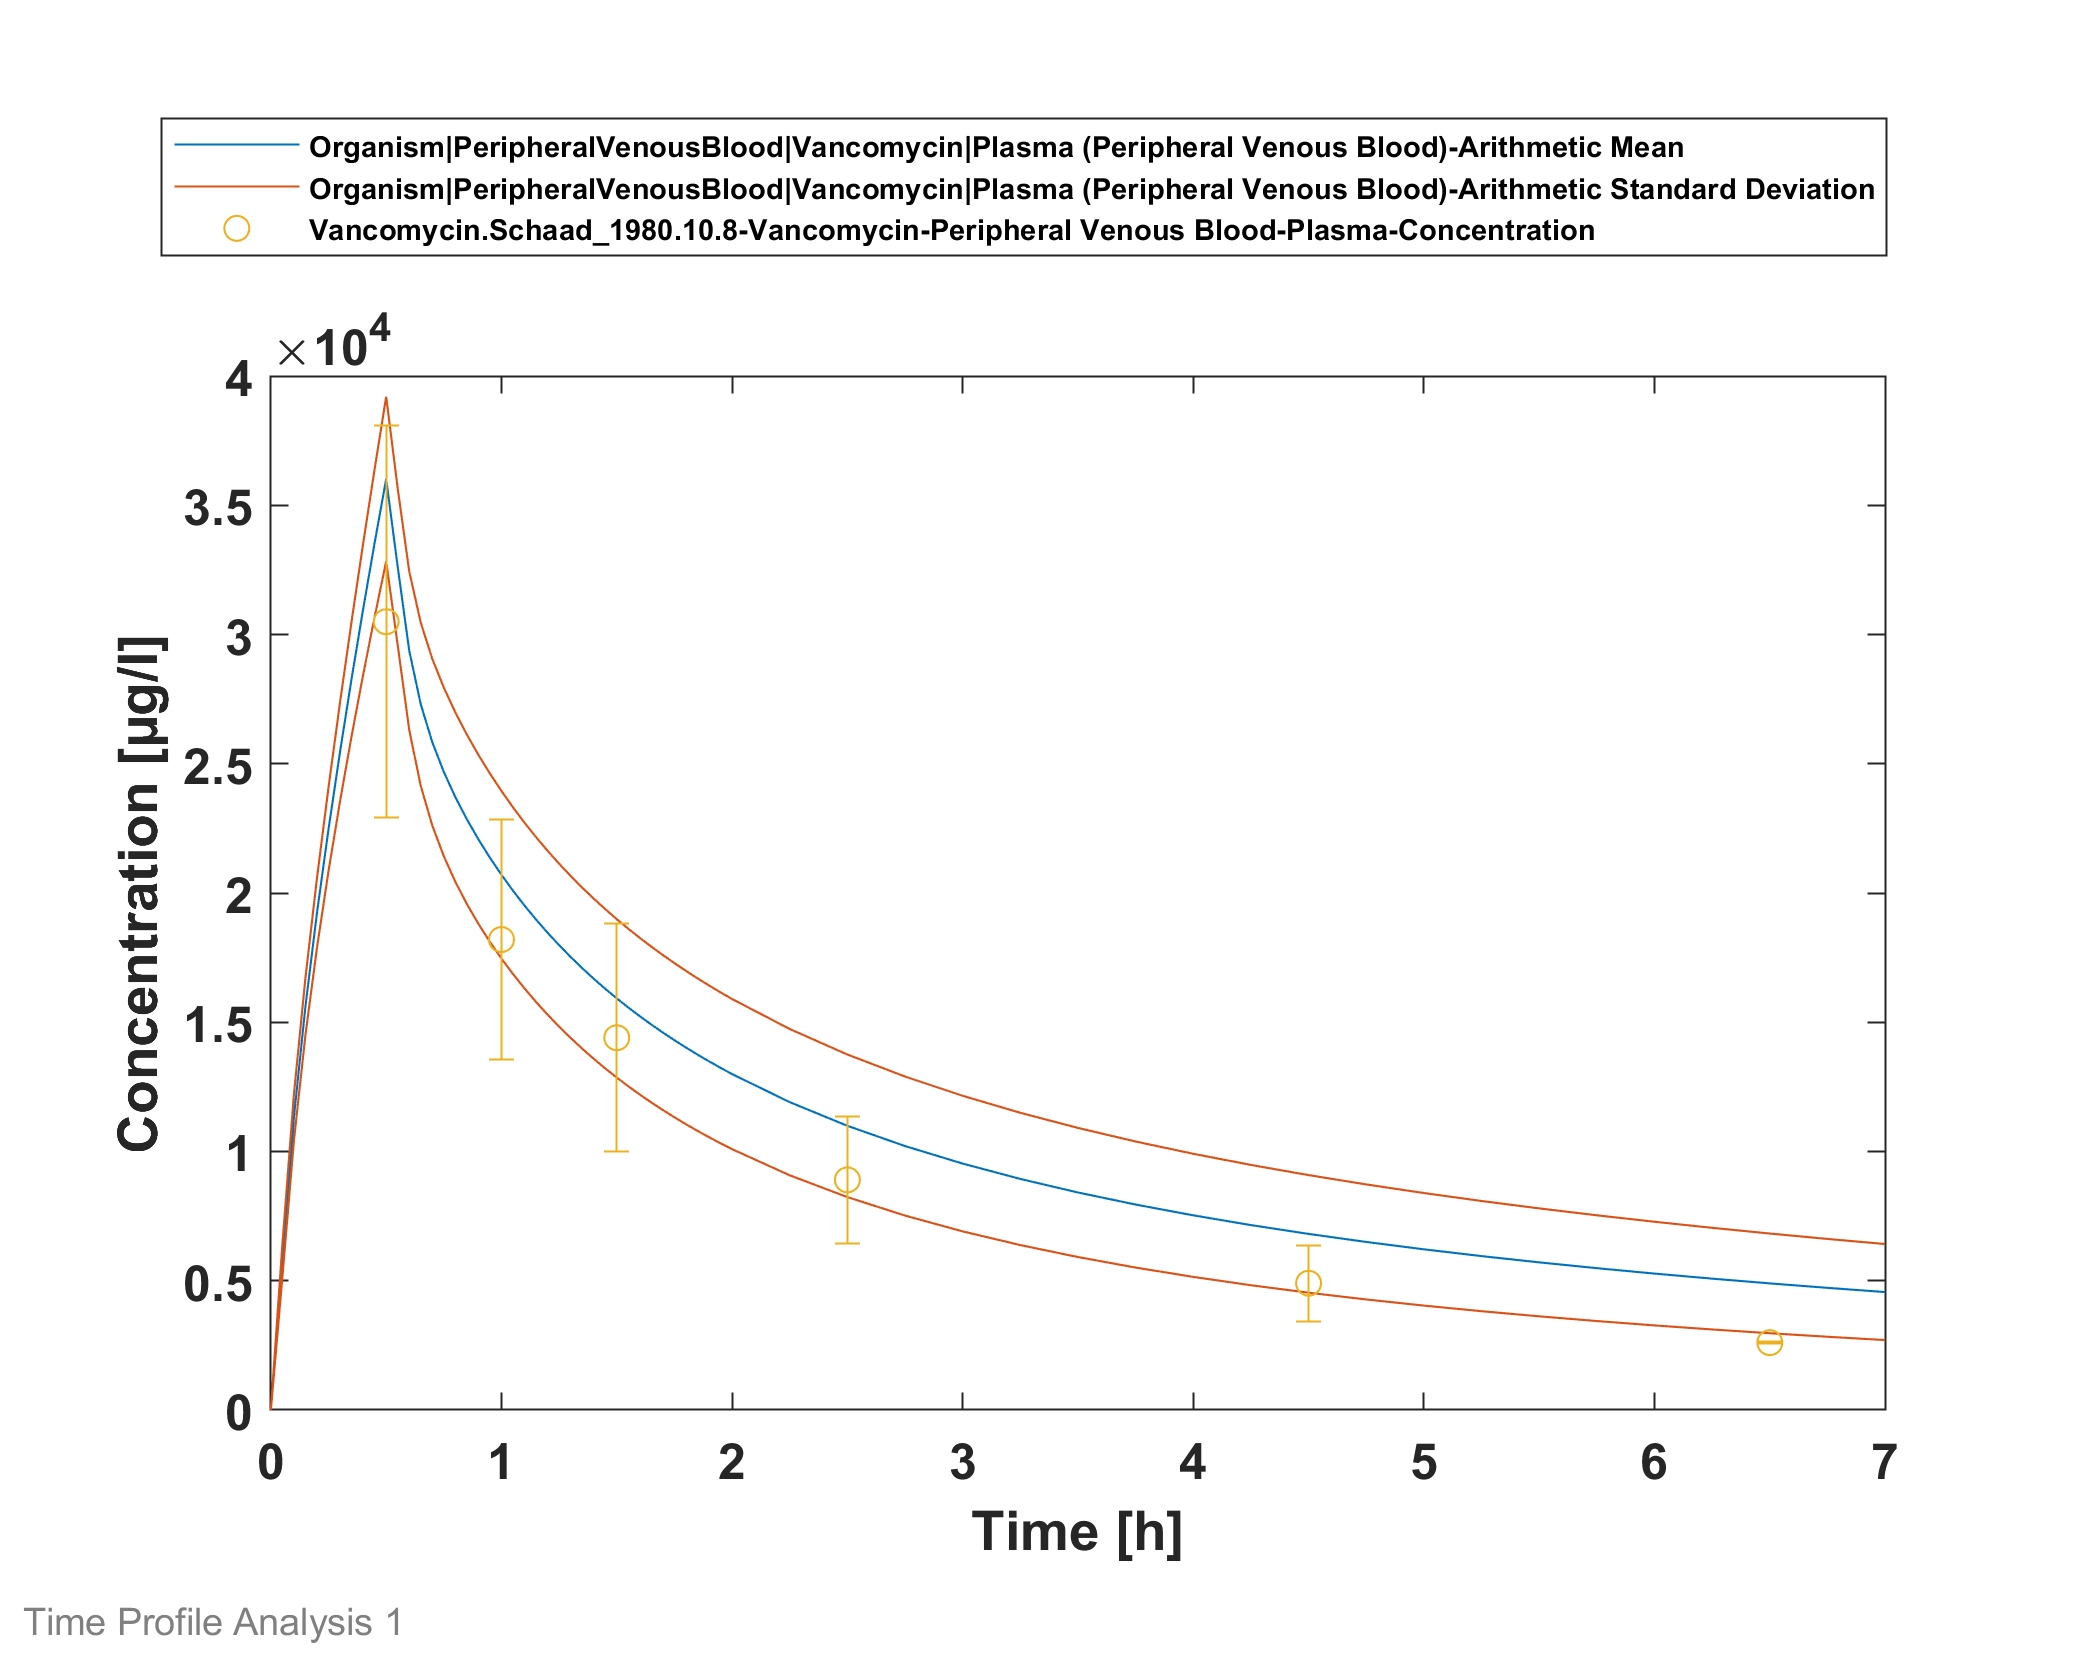 Organism|PeripheralVenousBlood|Vancomycin|Plasma (Peripheral Venous Blood)-Arithmetic Mean
Organism|PeripheralVenousBlood|Vancomycin|Plasma (Peripheral Venous Blood)-Arithmetic Standard Deviation
Vancomycin.Schaad_1980.10.8-Vancomycin-Peripheral Venous Blood-Plasma-Concentration
×10⁴
4
3.5
3
2.5
2
1.5
1
0.5
0
Concentration [µg/l]
0 1 2 3 4 5 6 7
Time [h]
Time Profile Analysis 1